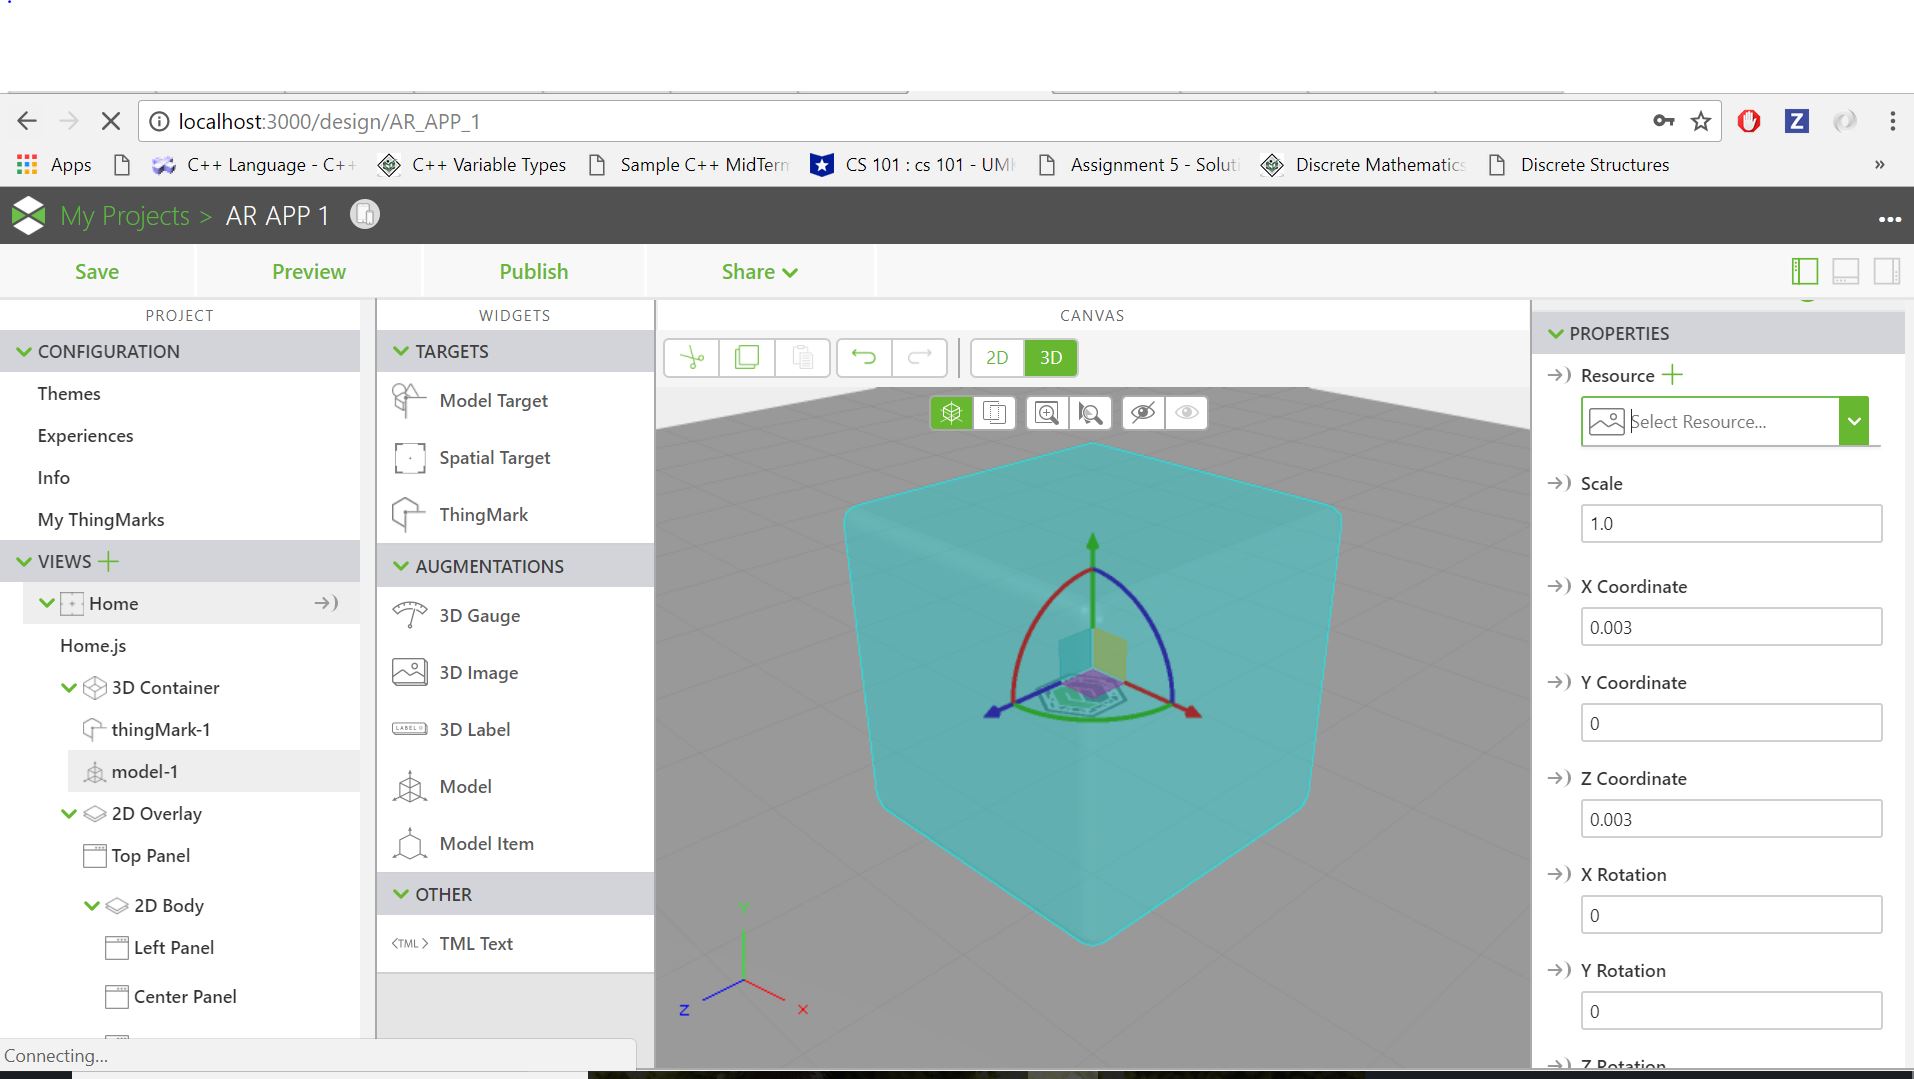 localhost:3000/design/AR_APP_1
Z
Apps
C++ Language - C++
C++ Variable Types
Sample C++ MidTerm
CS 101 : cs 101 - UMK
Assignment 5 - Soluti
Discrete Mathematics
Discrete Structures
»
My Projects > AR APP 1
Save
Preview
Publish
Share
PROJECT
CONFIGURATION
Themes
Experiences
Info
My ThingMarks
VIEWS
Home
Home.js
3D Container
thingMark-1
model-1
2D Overlay
Top Panel
2D Body
Left Panel
Center Panel
Connecting...
WIDGETS
TARGETS
Model Target
Spatial Target
ThingMark
AUGMENTATIONS
3D Gauge
3D Image
LABEL
3D Label
Model
Model Item
OTHER
<TML> TML Text
CANVAS
2D
3D
Y
Z
X
PROPERTIES
Resource
Select Resource...
Scale
1.0
X Coordinate
0.003
Y Coordinate
0
Z Coordinate
0.003
X Rotation
0
Y Rotation
0
Z Rotation